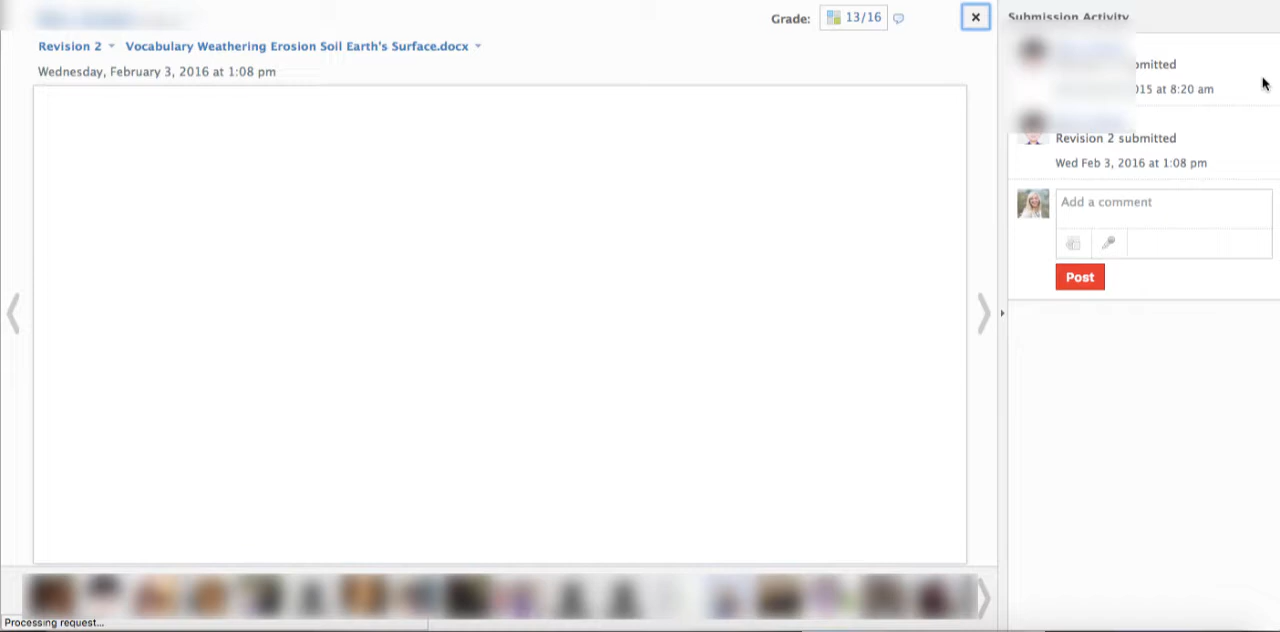 Grade: 13/16
×
Submission Activity
Revision 2 Vocabulary Weathering Erosion Soil Earth's Surface.docx
Wednesday, February 3, 2016 at 1:08 pm
at 8:20 am
Revision 2 submitted
Wed Feb 3, 2016 at 1:08 pm
Add a comment
Post
Processing request...